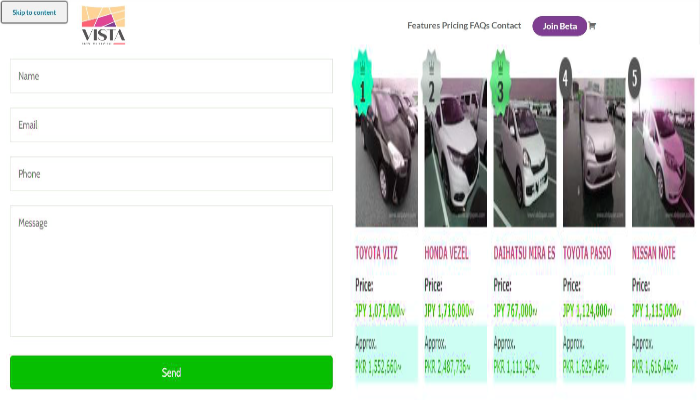 Skip to content
VISTA
Features Pricing FAQs Contact
Join Beta
Name
Email
Phone
Message
Send
1
2
3
4
5
TOYOTA VITZ
HONDA VEZEL
DAIHATSU MIRA ES
TOYOTA PASSO
NISSAN NOTE
Price:
Price:
Price:
Price:
Price:
JPY 1,071,000~
JPY 1,716,000~
JPY 767,000~
JPY 1,124,000~
JPY 1,115,000~
Approx.
Approx.
Approx.
Approx.
Approx.
PKR 1,552,660~
PKR 2,487,736~
PKR 1,111,942~
PKR 1,629,496~
PKR 1,616,448~